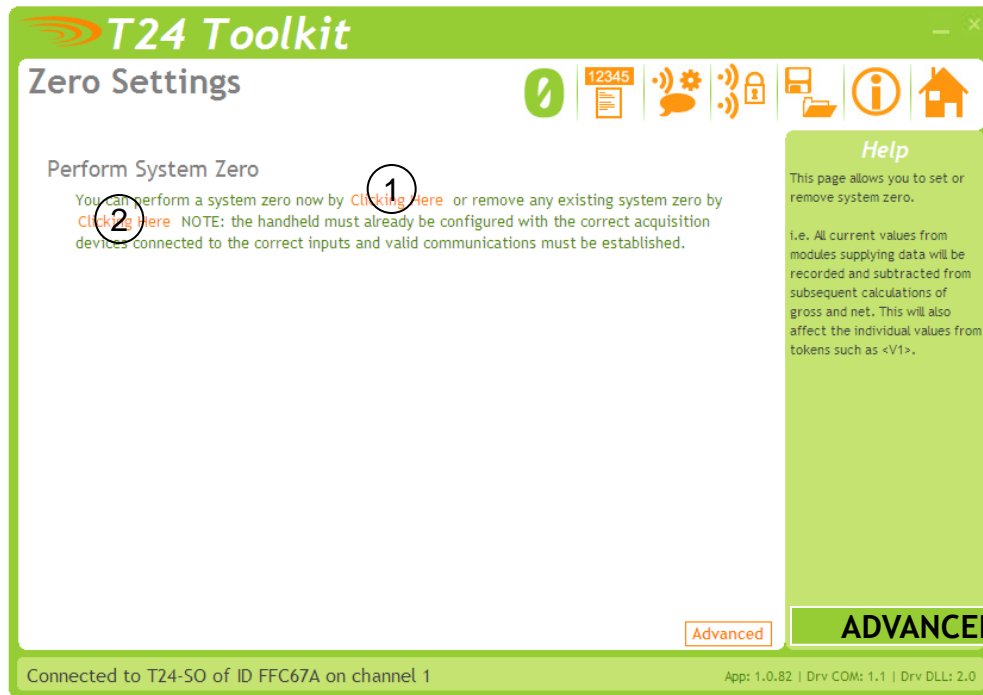 T24 Toolkit
Zero Settings
12345
Perform System Zero
You can perform a system zero now by Clicking Here or remove any existing system zero by
Clicking Here NOTE: the handheld must already be configured with the correct acquisition
devices connected to the correct inputs and valid communications must be established.
1
2
Help
This page allows you to set or
remove system zero.
i.e. All current values from
modules supplying data will be
recorded and subtracted from
subsequent calculations of
gross and net. This will also
affect the individual values from
tokens such as <V1>.
Advanced
ADVANCED
Connected to T24-SO of ID FFC67A on channel 1
App: 1.0.82 | Drv COM: 1.1 | Drv DLL: 2.0